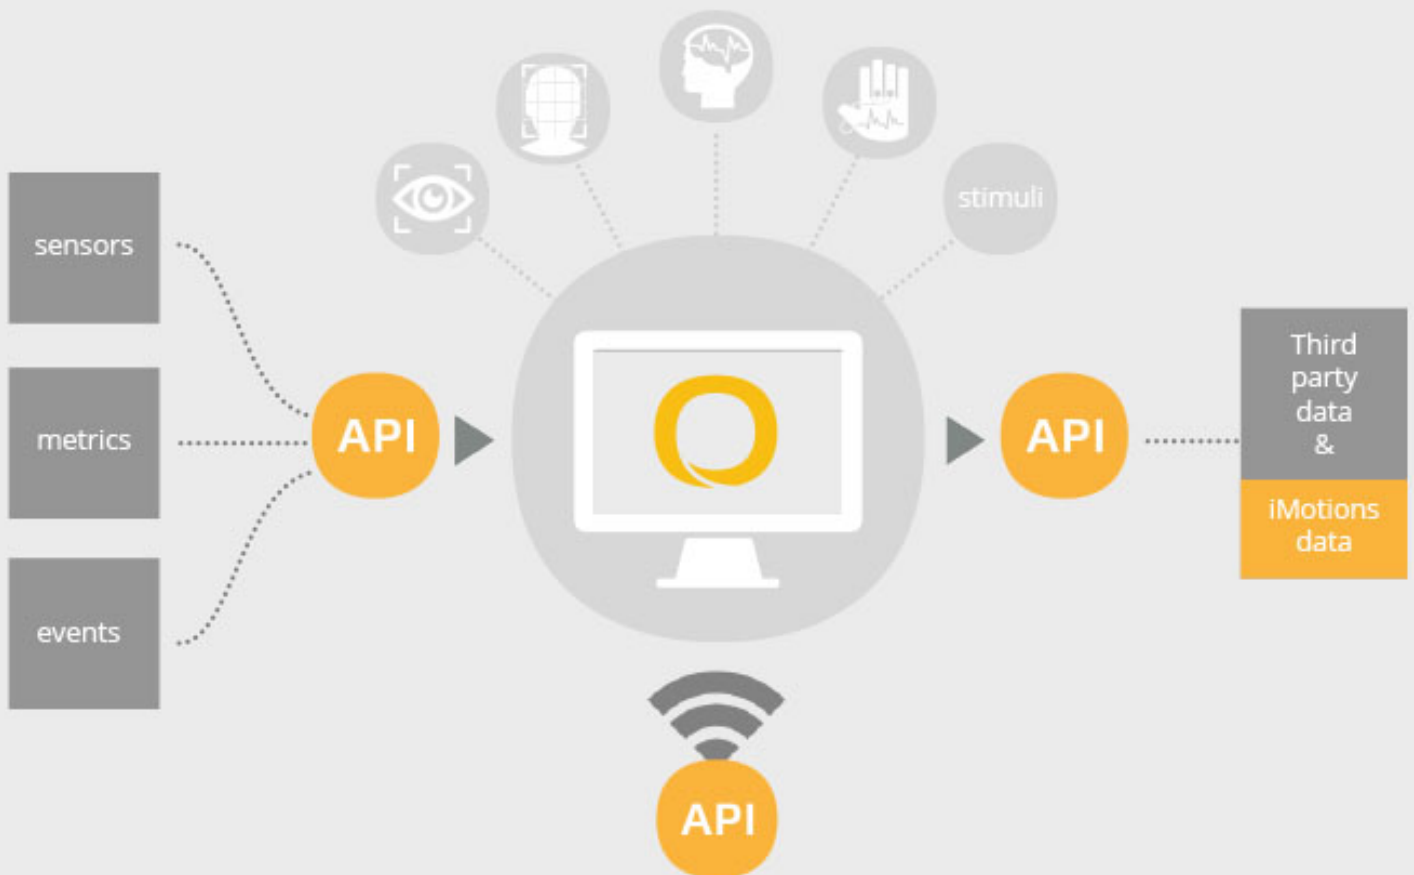 stimuli
sensors
metrics
events
API
API
Third
party
data
&
iMotions
data
API